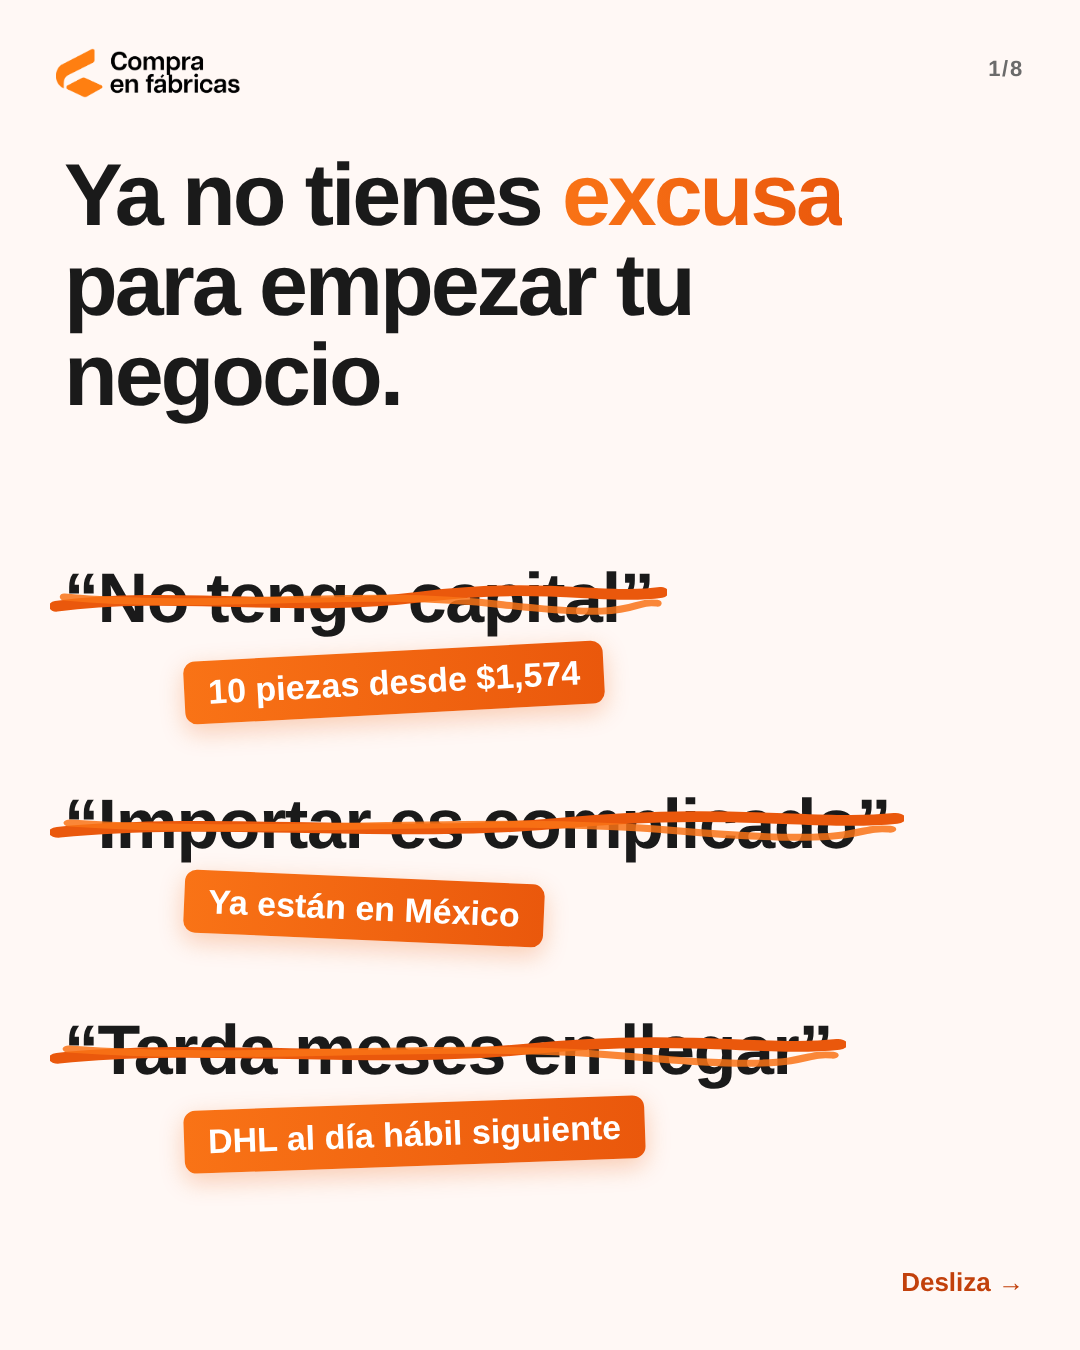 Compra
en fábricas
1/8
Ya no tienes excusa
para empezar tu
negocio.
“No tengo capital”
10 piezas desde $1,574
“Importar es complicado”
Ya están en México
“Tarda meses en llegar”
DHL al día hábil siguiente
Desliza →